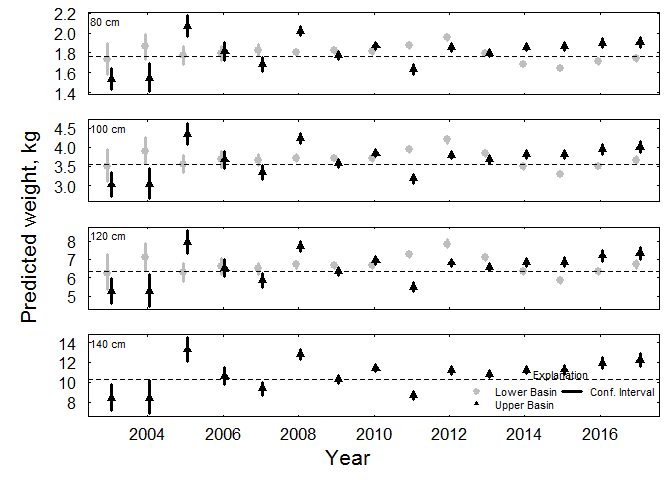 2.2
2.0
1.8
1.6
1.4
80 cm
4.5
4.0
3.5
3.0
100 cm
8
7
6
5
120 cm
14
12
10
8
140 cm
Explanation
Lower Basin
Conf. Interval
Upper Basin
2004
2006
2008
2010
2012
2014
2016
Year
Predicted weight, kg